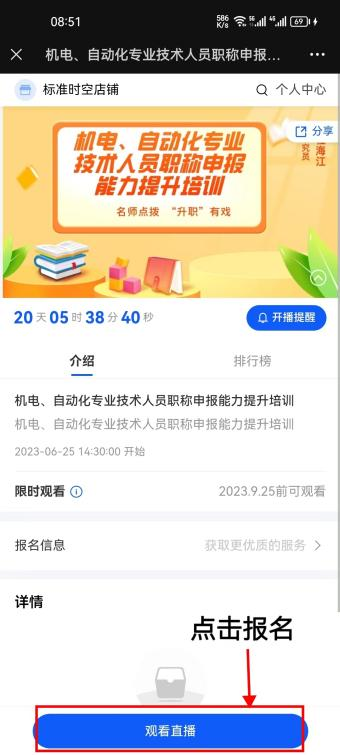 08:51
586
K/s
5G
4G
69
机电、自动化专业技术人员职称申报...
标准时空店铺
个人中心
分享
机电、自动化专业
技术人员职称申报
能力提升培训
名师点拨 “升职”有戏
海江
究员
20 天 05 时 38 分 40 秒
开播提醒
介绍
排行榜
机电、自动化专业技术人员职称申报能力提升培训
机电、自动化专业技术人员职称申报能力提升培训
2023-06-25 14:30:00 开始
限时观看
2023.9.25前可观看
报名信息
获取更优质的服务
详情
点击报名
观看直播